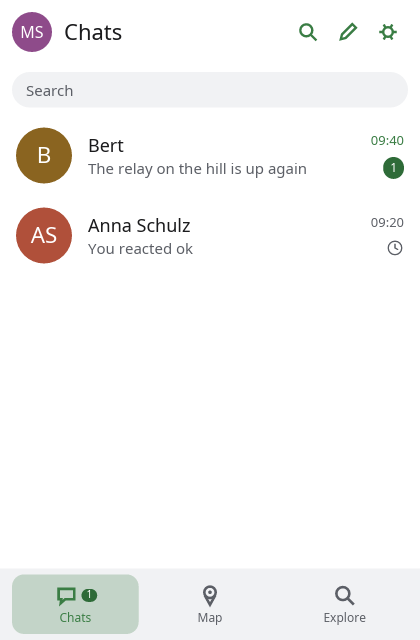 MS Chats
Search
B Bert 09:40
The relay on the hill is up again 1
AS Anna Schulz 09:20
You reacted ok
1
Chats Map Explore